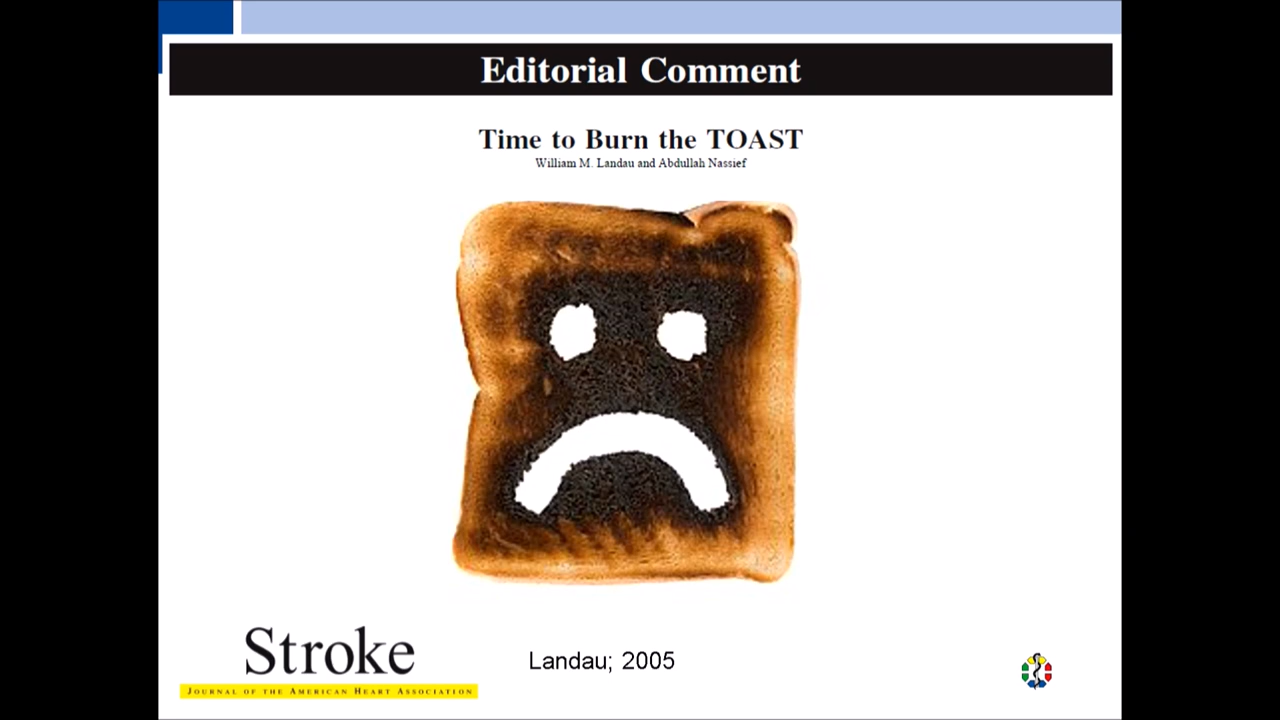 Editorial Comment
Time to Burn the TOAST
William M. Landau and Abdullah Nassief
Stroke
JOURNAL OF THE AMERICAN HEART ASSOCIATION
Landau; 2005